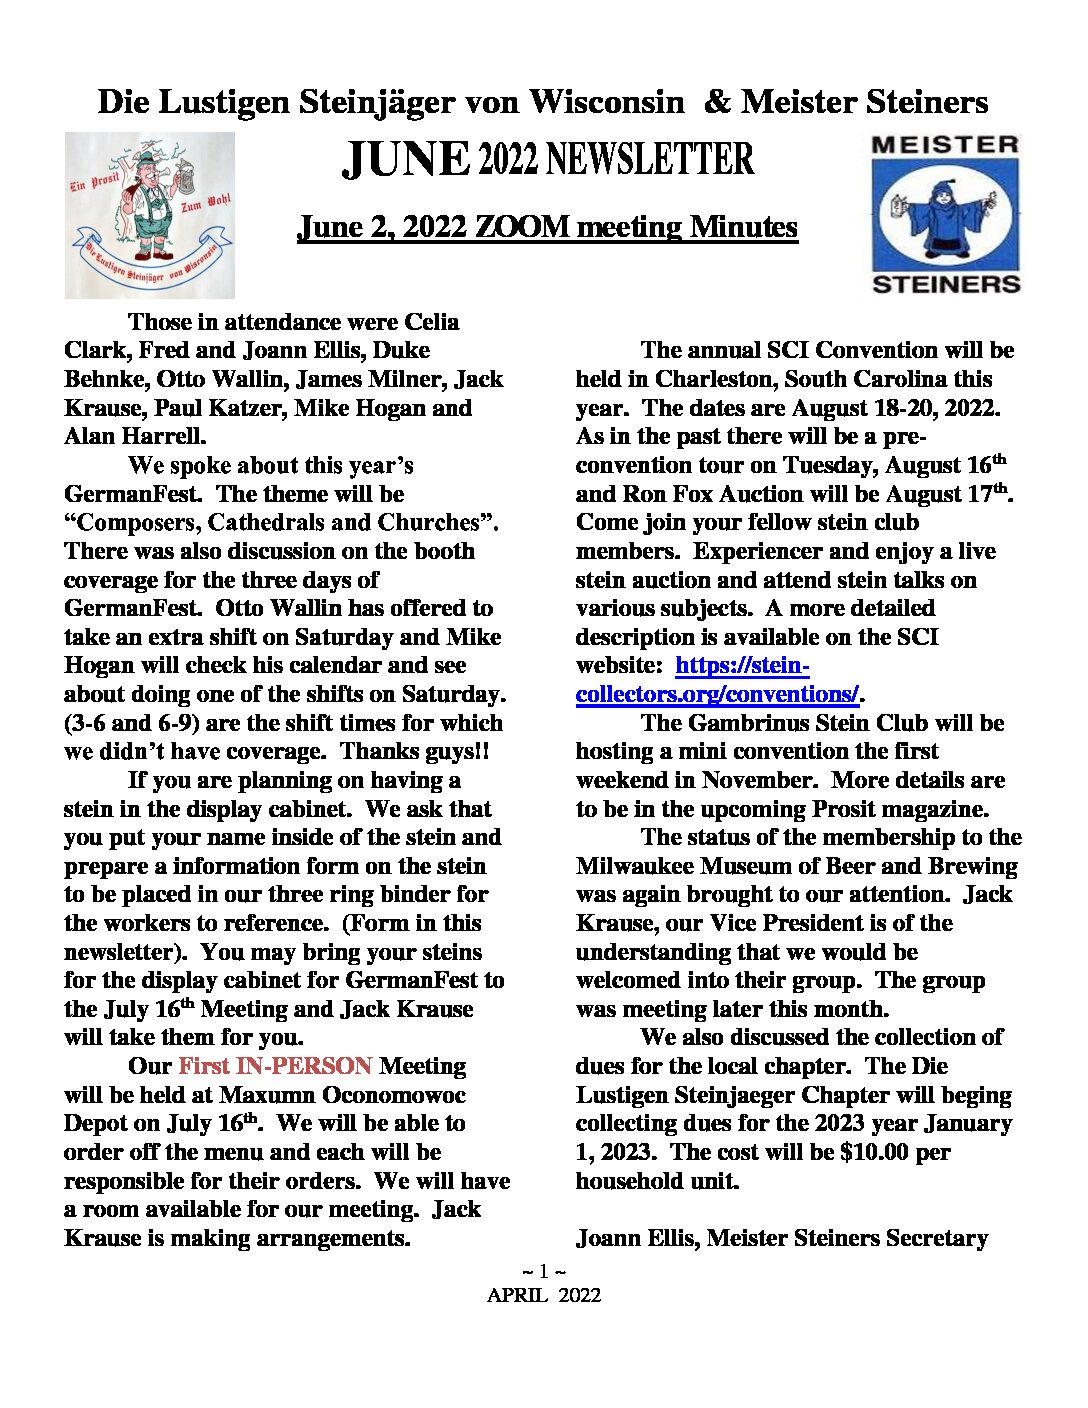 Die Lustigen Steinjäger von Wisconsin & Meister Steiners
JUNE 2022 NEWSLETTER
June 2, 2022 ZOOM meeting Minutes
Ein Prosit
Zum Wohl
Die Lustigen Steinjäger von Wisconsin
MEISTER
STEINERS
Those in attendance were Celia
Clark, Fred and Joann Ellis, Duke
Behnke, Otto Wallin, James Milner, Jack
Krause, Paul Katzer, Mike Hogan and
Alan Harrell.
We spoke about this year’s
GermanFest. The theme will be
“Composers, Cathedrals and Churches”.
There was also discussion on the booth
coverage for the three days of
GermanFest. Otto Wallin has offered to
take an extra shift on Saturday and Mike
Hogan will check his calendar and see
about doing one of the shifts on Saturday.
(3-6 and 6-9) are the shift times for which
we didn’t have coverage. Thanks guys!!
If you are planning on having a
stein in the display cabinet. We ask that
you put your name inside of the stein and
prepare a information form on the stein
to be placed in our three ring binder for
the workers to reference. (Form in this
newsletter). You may bring your steins
for the display cabinet for GermanFest to
the July 16th Meeting and Jack Krause
will take them for you.
Our First IN-PERSON Meeting
will be held at Maxumn Oconomowoc
Depot on July 16th. We will be able to
order off the menu and each will be
responsible for their orders. We will have
a room available for our meeting. Jack
Krause is making arrangements.
The annual SCI Convention will be
held in Charleston, South Carolina this
year. The dates are August 18-20, 2022.
As in the past there will be a pre-
convention tour on Tuesday, August 16th
and Ron Fox Auction will be August 17th.
Come join your fellow stein club
members. Experiencer and enjoy a live
stein auction and attend stein talks on
various subjects. A more detailed
description is available on the SCI
website: https://stein-
collectors.org/conventions/.
The Gambrinus Stein Club will be
hosting a mini convention the first
weekend in November. More details are
to be in the upcoming Prosit magazine.
The status of the membership to the
Milwaukee Museum of Beer and Brewing
was again brought to our attention. Jack
Krause, our Vice President is of the
understanding that we would be
welcomed into their group. The group
was meeting later this month.
We also discussed the collection of
dues for the local chapter. The Die
Lustigen Steinjaeger Chapter will beging
collecting dues for the 2023 year January
1, 2023. The cost will be $10.00 per
household unit.
Joann Ellis, Meister Steiners Secretary
~ 1 ~
APRIL 2022